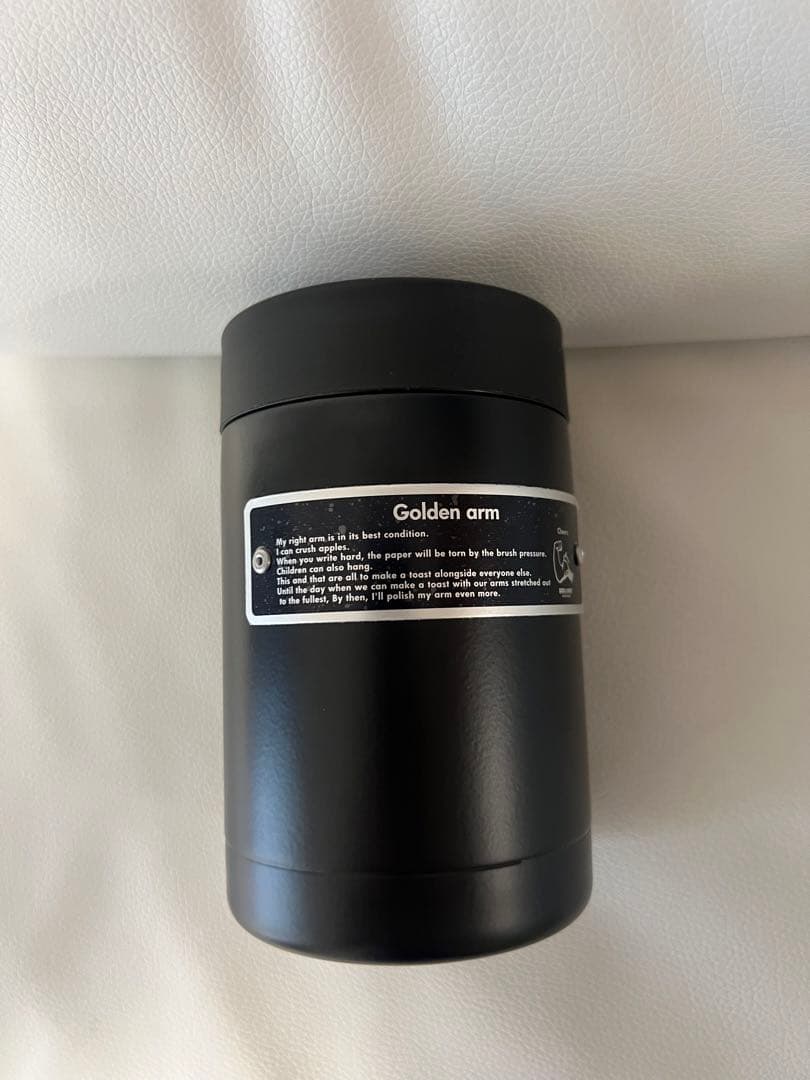 Golden arm
My right arm is in its best condition.
I can crush apples.
When you write hard, the paper will be torn by the brush pressure.
Children can also hang.
This and that are all to make a toast alongside everyone else.
Until the day when we can make a toast with our arms stretched out
to the fullest, By then, I'll polish my arm even more.
Cheers